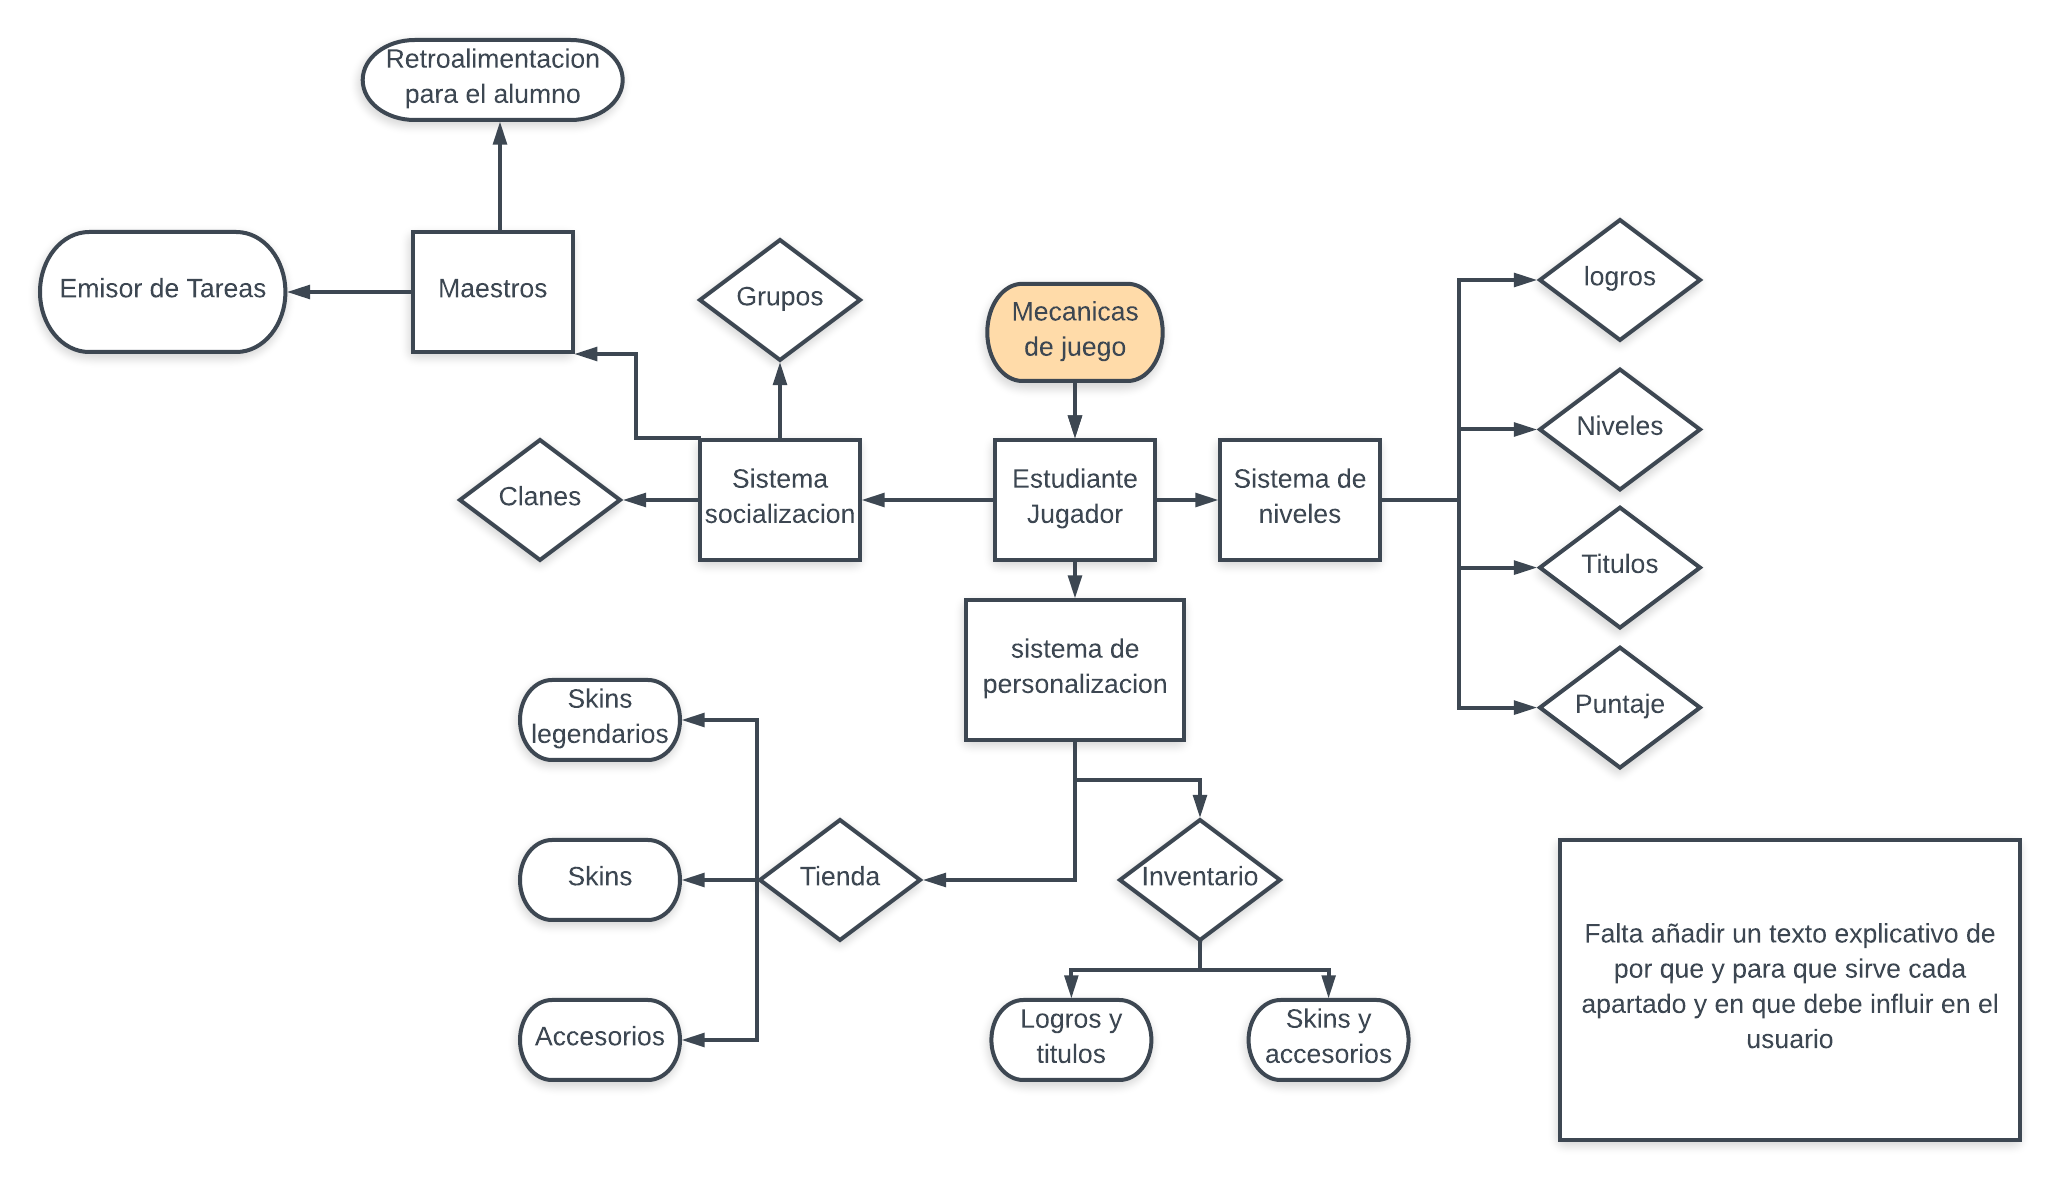 Retroalimentacion
para el alumno
Emisor de Tareas
Maestros
Grupos
Mecanicas
de juego
logros
Niveles
Clanes
Sistema
socializacion
Estudiante
Jugador
Sistema de
niveles
Titulos
sistema de
personalizacion
Puntaje
Skins
legendarios
Skins
Tienda
Inventario
Accesorios
Logros y
titulos
Skins y
accesorios
Falta añadir un texto explicativo de
por que y para que sirve cada
apartado y en que debe influir en el
usuario